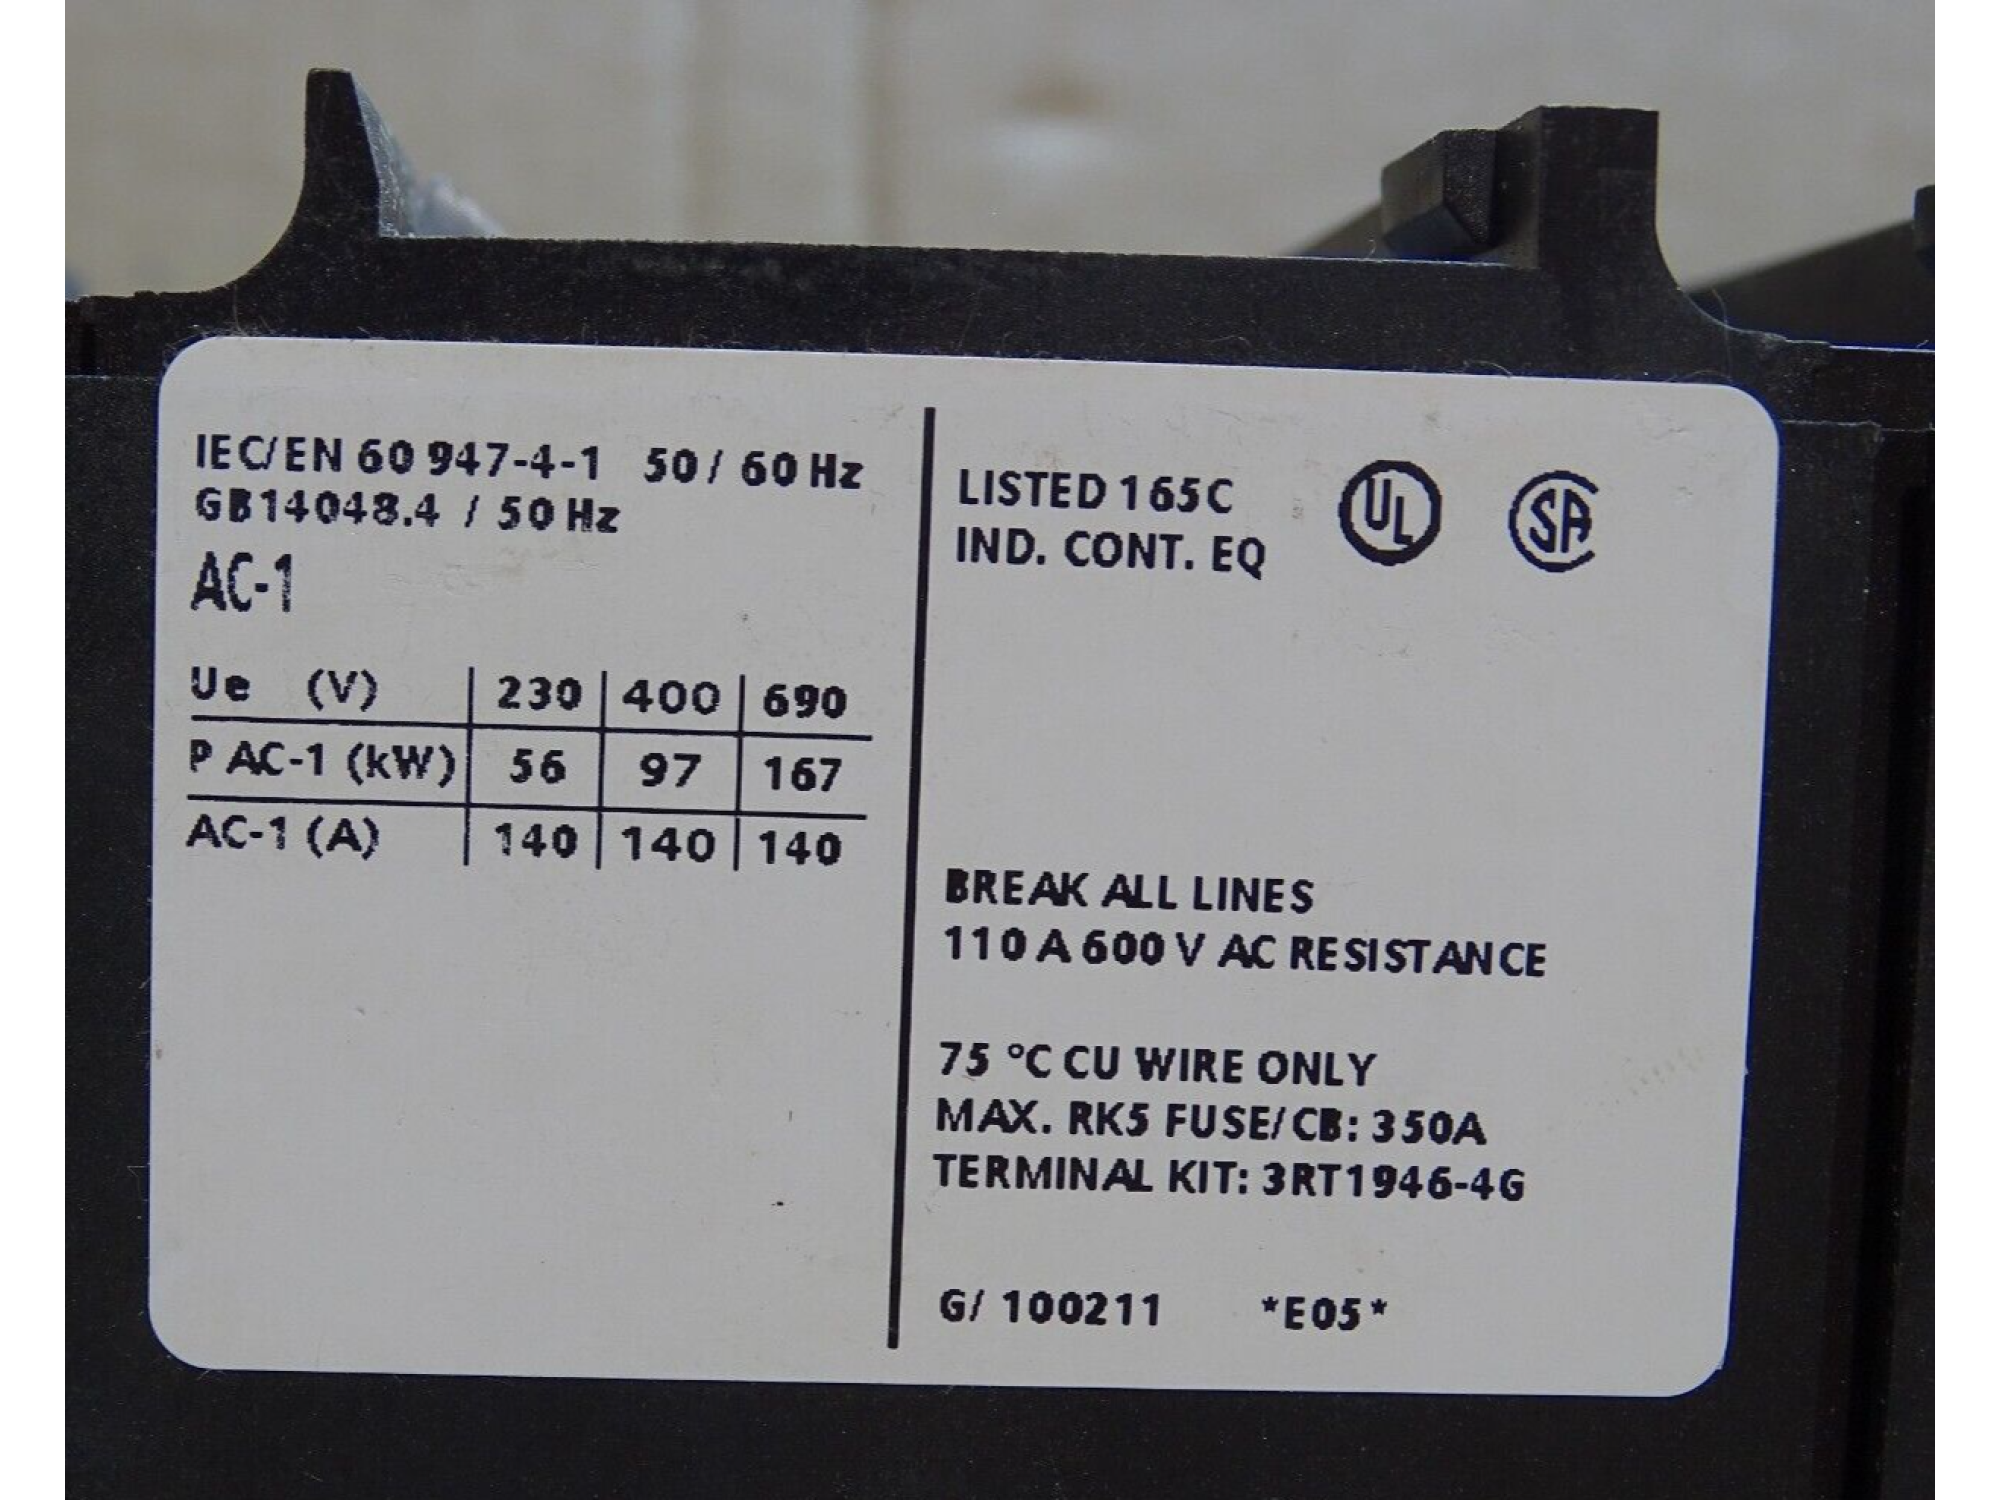 IEC/EN 60 947-4-1 50 / 60 Hz
GB14048.4 / 50 Hz
AC-1
Ue (V) 230 400 690
P AC-1 (kW) 56 97 167
AC-1 (A) 140 140 140
LISTED 165C
IND. CONT. EQ
UL
SA
BREAK ALL LINES
110 A 600 V AC RESISTANCE
75 °C CU WIRE ONLY
MAX. RK5 FUSE/CB: 350A
TERMINAL KIT: 3RT1946-4G
G/ 100211 *E05*